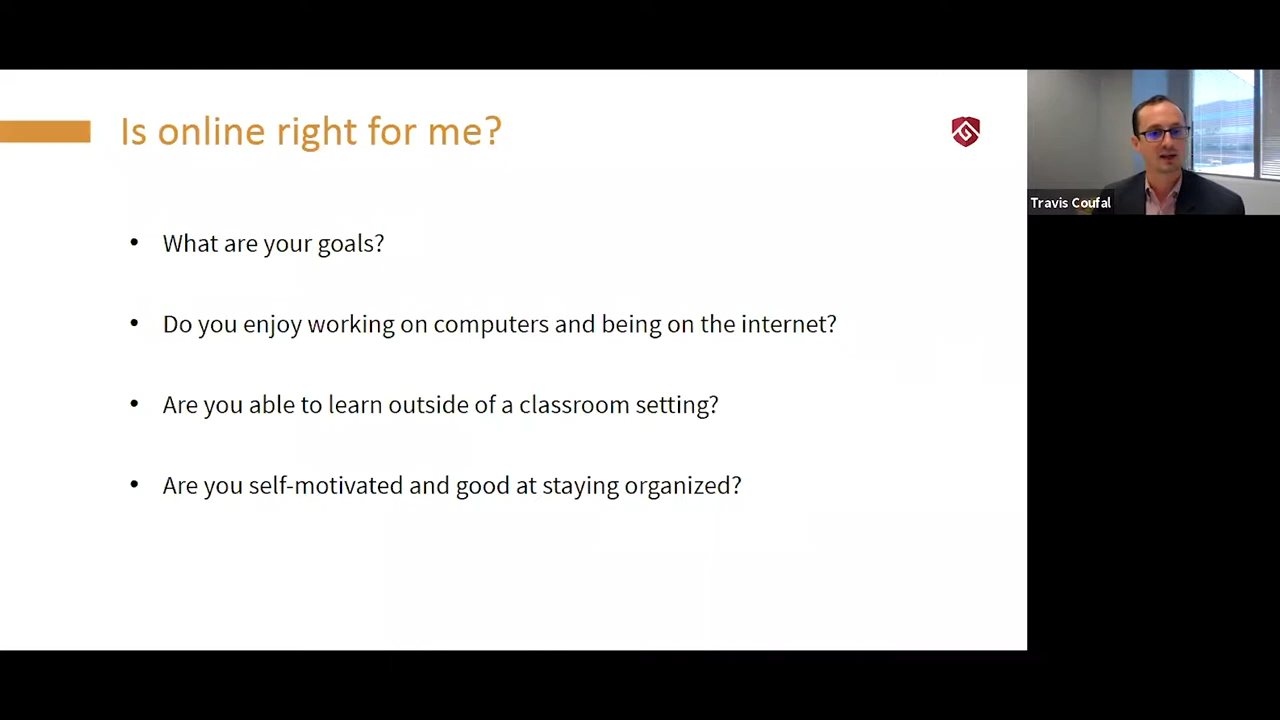 Is online right for me?
Travis Coufal
• What are your goals?
• Do you enjoy working on computers and being on the internet?
• Are you able to learn outside of a classroom setting?
• Are you self-motivated and good at staying organized?